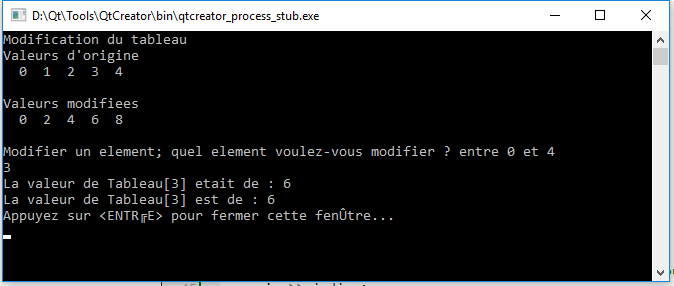 D:\Qt\Tools\QtCreator\bin\qtcreator_process_stub.exe
Modification du tableau
Valeurs d'origine
0 1 2 3 4
Valeurs modifiees
0 2 4 6 8
Modifier un element; quel element voulez-vous modifier ? entre 0 et 4
3
La valeur de Tableau[3] etait de : 6
La valeur de Tableau[3] est de : 6
Appuyez sur <ENTR╔E> pour fermer cette fenÛtre...